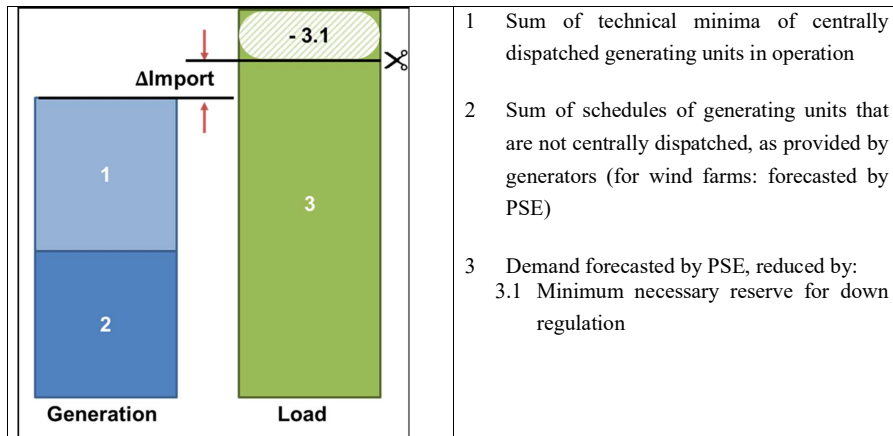 - 3.1
ΔImport
1
3
2
Generation
Load
1 Sum of technical minima of centrally
dispatched generating units in operation
2 Sum of schedules of generating units that
are not centrally dispatched, as provided by
generators (for wind farms: forecasted by
PSE)
3 Demand forecasted by PSE, reduced by:
3.1 Minimum necessary reserve for down
regulation